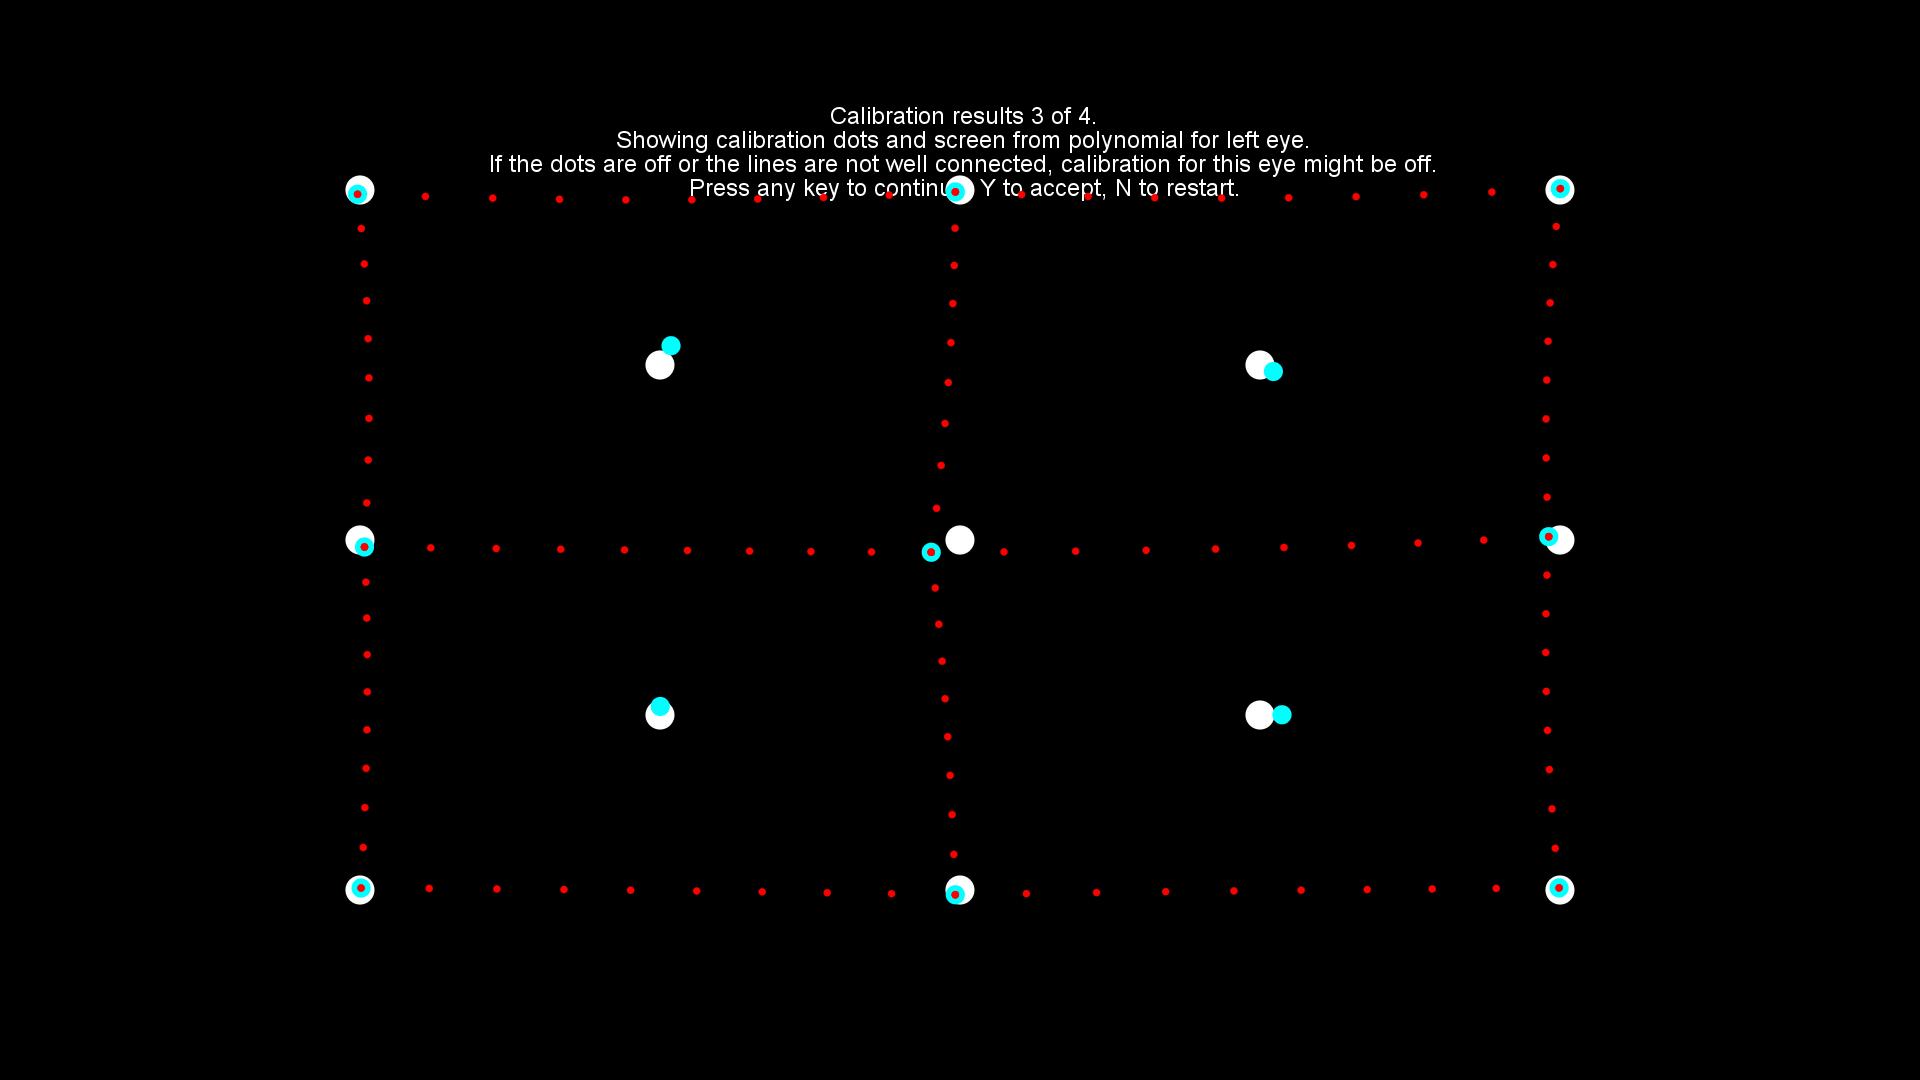 Calibration results 3 of 4.
Showing calibration dots and screen from polynomial for left eye.
If the dots are off or the lines are not well connected, calibration for this eye might be off.
Press any key to continue, Y to accept, N to restart.